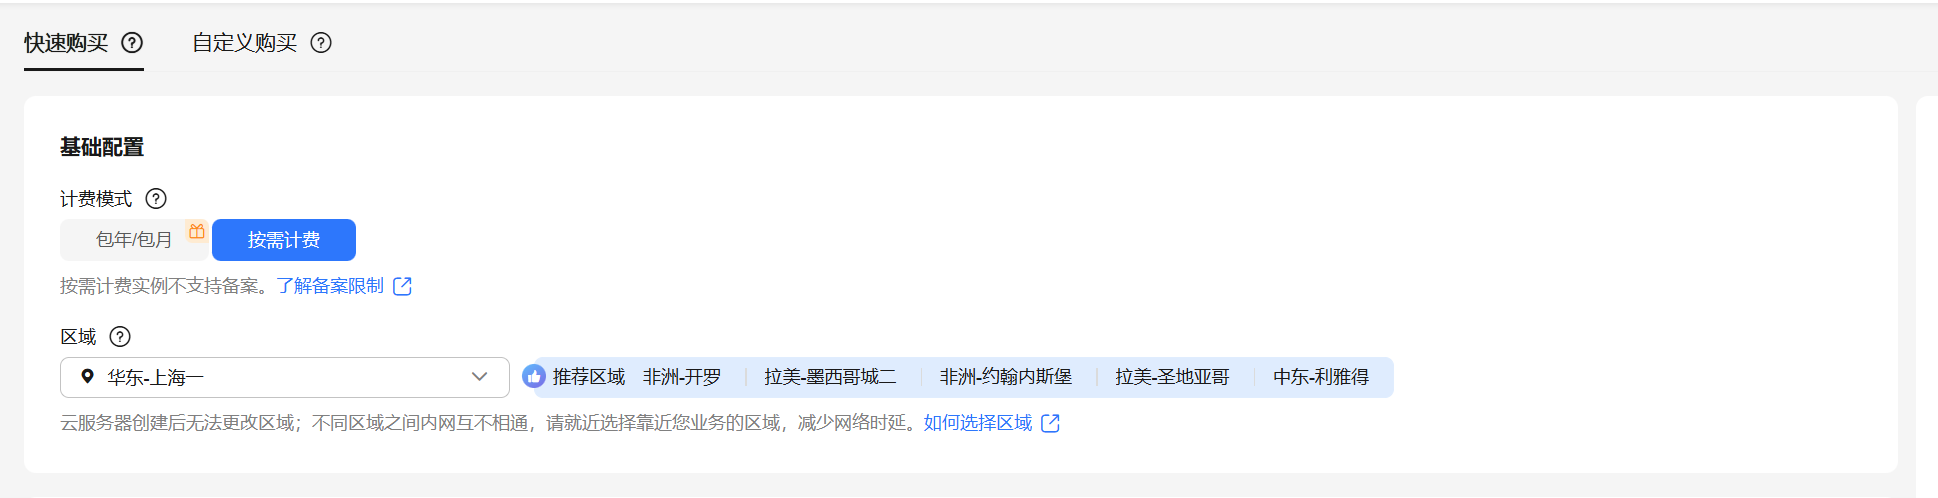 快速购买 自定义购买
基础配置
计费模式
包年/包月 按需计费
按需计费实例不支持备案。了解备案限制
区域
华东-上海一 推荐区域 非洲-开罗 拉美-墨西哥城二 非洲-约翰内斯堡 拉美-圣地亚哥 中东-利雅得
云服务器创建后无法更改区域；不同区域之间内网互不相通，请就近选择靠近您业务的区域，减少网络时延。如何选择区域